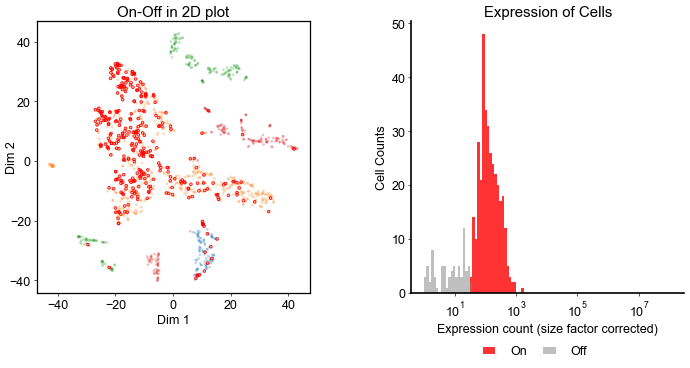 On-Off in 2D plot
Dim 2
40
20
0
−20
−40
−40 −20 0 20 40
Dim 1
Expression of Cells
Cell Counts
50
40
30
20
10
0
10^1 10^3 10^5 10^7
Expression count (size factor corrected)
On Off